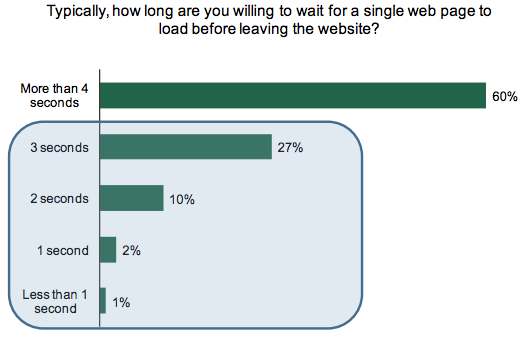 Typically, how long are you willing to wait for a single web page to
load before leaving the website?
More than 4
seconds
60%
3 seconds
27%
2 seconds
10%
1 second
2%
Less than 1
second
1%